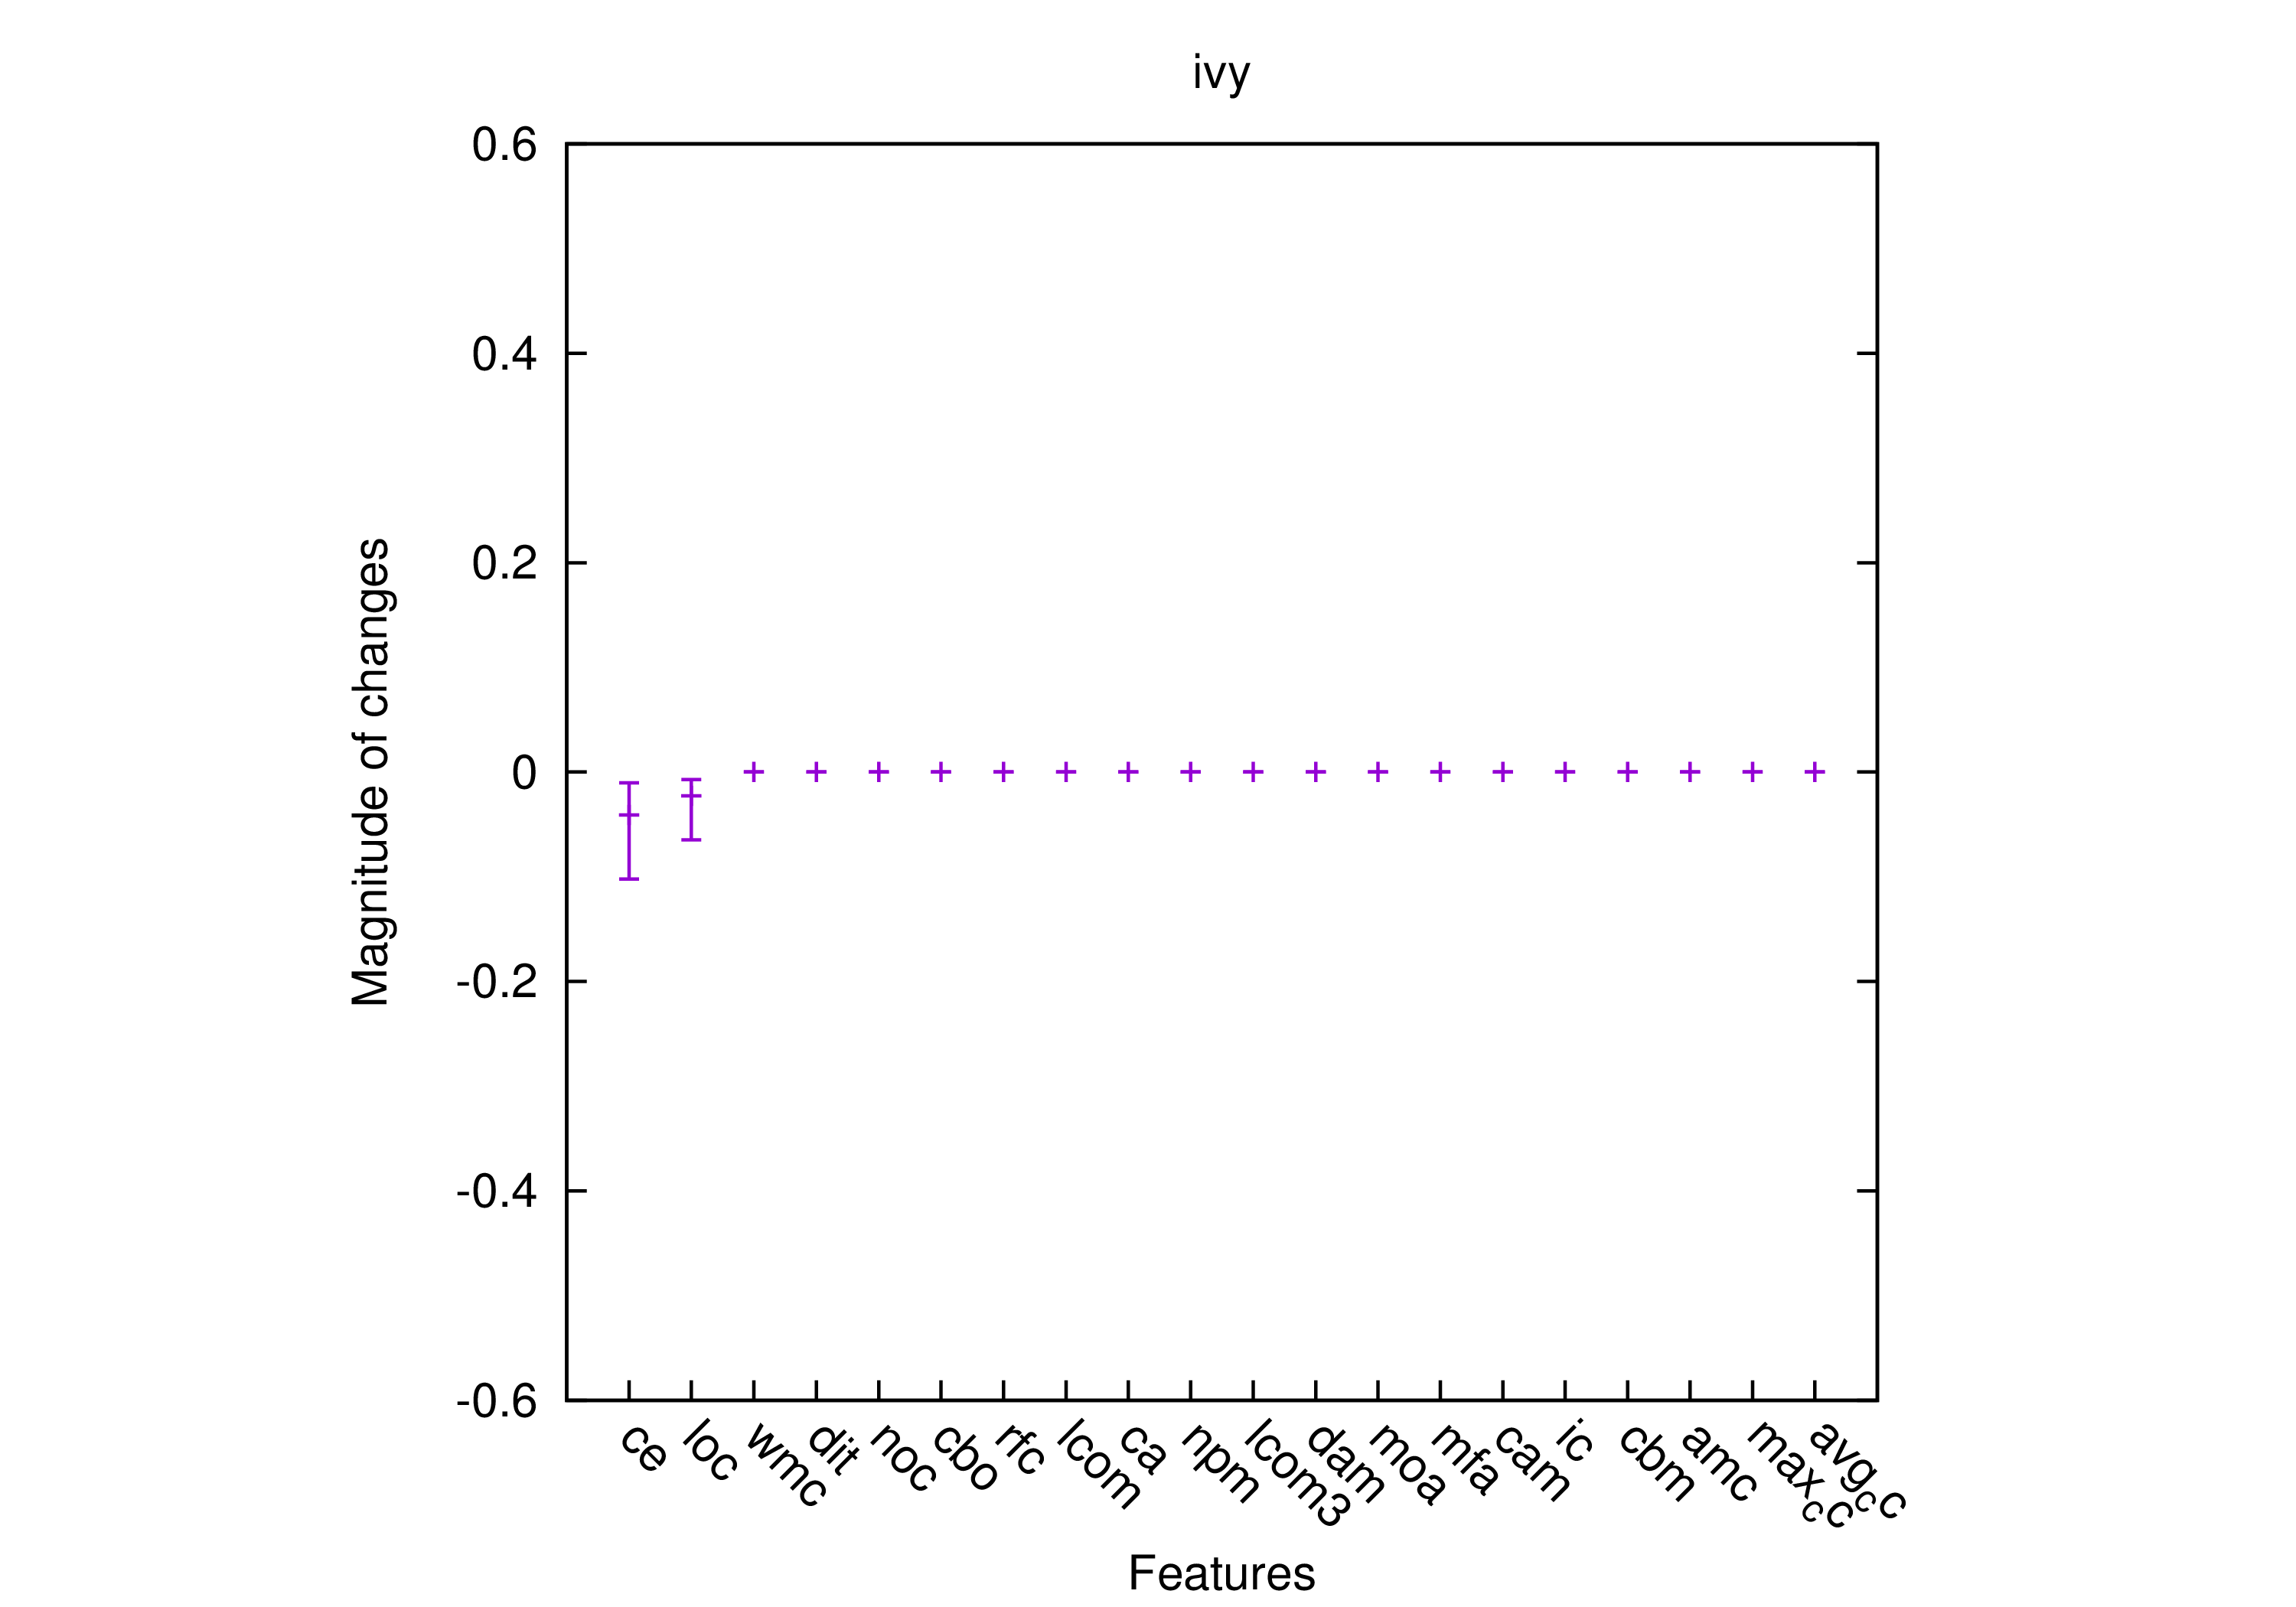 ivy
0.6
0.4
0.2
0
-0.2
-0.4
-0.6
Magnitude of changes
ce
loc
wmc
dit
noc
cbo
rfc
lcom
ca
npm
lcom3
dam
moa
mfa
cam
ic
cbm
amc
max_cc
avg_cc
Features